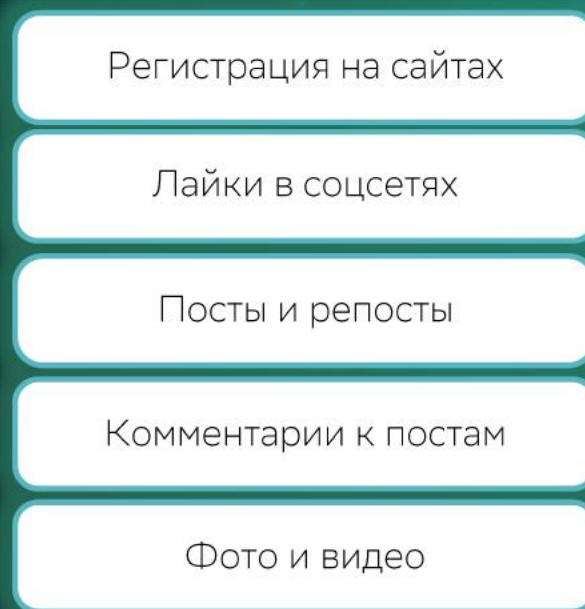 Регистрация на сайтах
Лайки в соцсетях
Посты и репосты
Комментарии к постам
Фото и видео